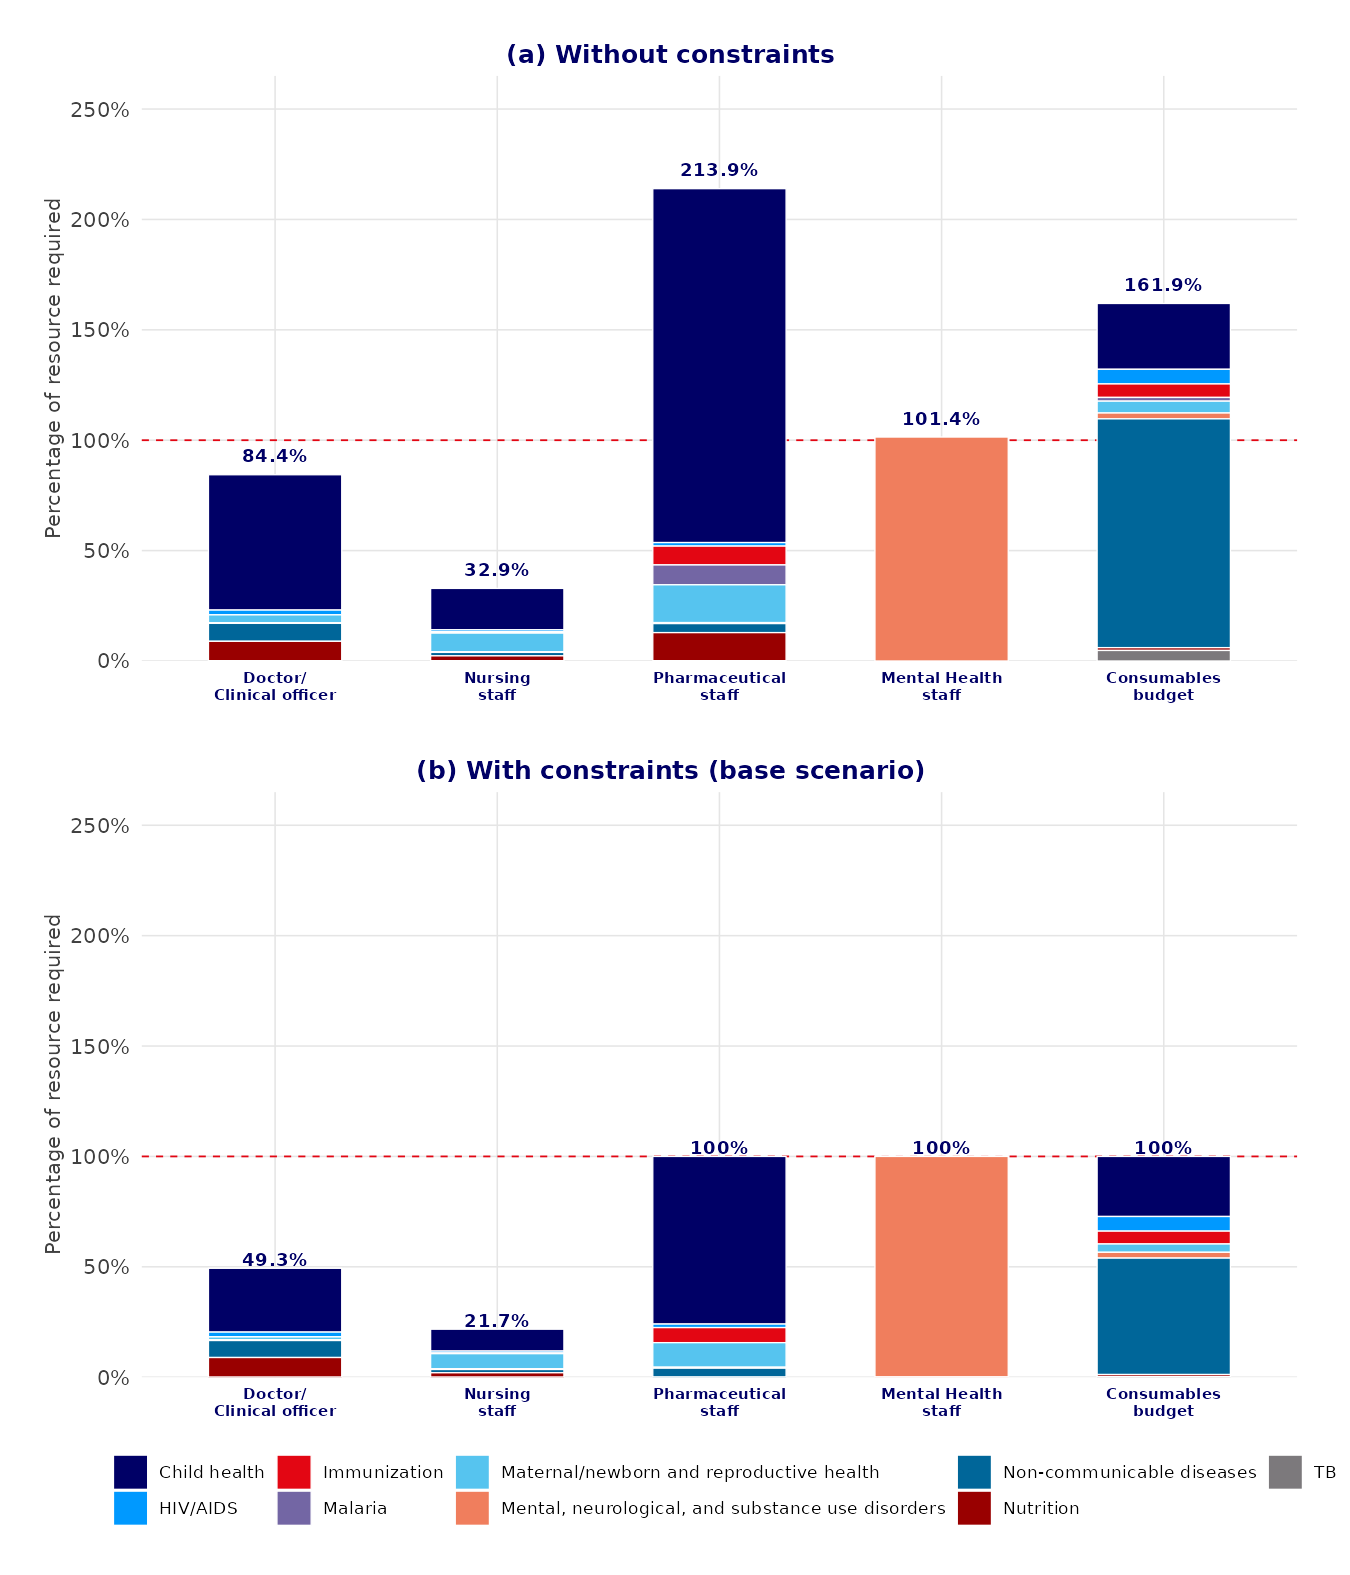 (a) Without constraints
Percentage of resource required
250%
200%
150%
100%
50%
0%
84.4%
32.9%
213.9%
101.4%
161.9%
Doctor/
Clinical officer
Nursing
staff
Pharmaceutical
staff
Mental Health
staff
Consumables
budget
(b) With constraints (base scenario)
Percentage of resource required
250%
200%
150%
100%
50%
0%
49.3%
21.7%
100%
100%
100%
Doctor/
Clinical officer
Nursing
staff
Pharmaceutical
staff
Mental Health
staff
Consumables
budget
Child health
HIV/AIDS
Immunization
Malaria
Maternal/newborn and reproductive health
Mental, neurological, and substance use disorders
Non-communicable diseases
Nutrition
TB